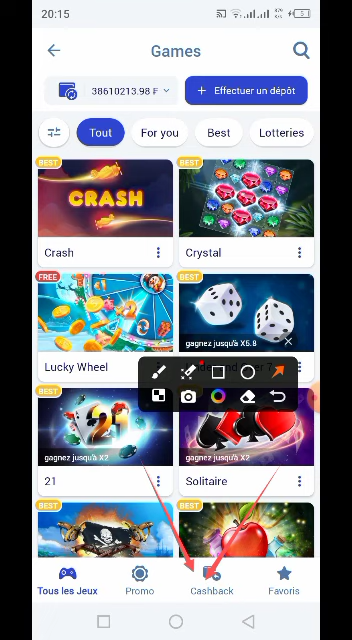 20:15
Games
38610213.98 ₣
+ Effectuer un dépôt
Tout
For you
Best
Lotteries
BEST
BEST
CRASH
Crash
Crystal
FREE
BEST
gagnez jusqu'à X5.8
Lucky Wheel
BEST
21
gagnez jusqu'à X2
gagnez jusqu'à X2
21
Solitaire
BEST
BEST
Tous les Jeux
Promo
Cashback
Favoris